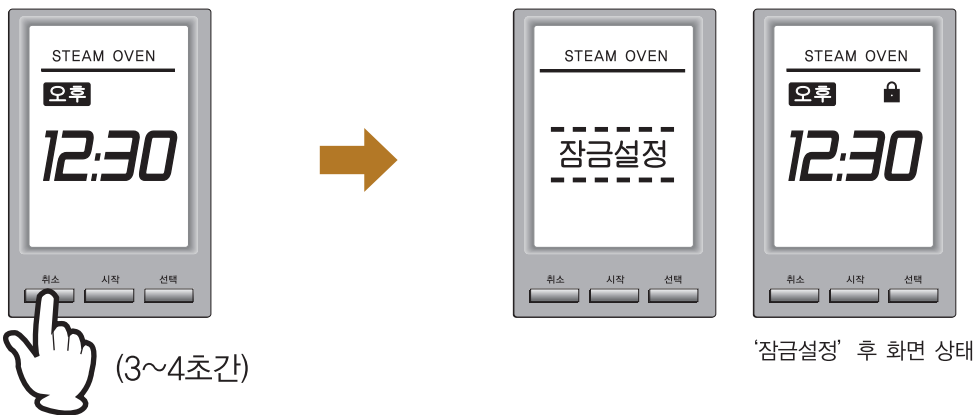 STEAM OVEN
오후
12:30
취소 시작 선택
(3~4초간)
STEAM OVEN
잠금설정
취소 시작 선택
STEAM OVEN
오후
12:30
취소 시작 선택
‘잠금설정’ 후 화면 상태